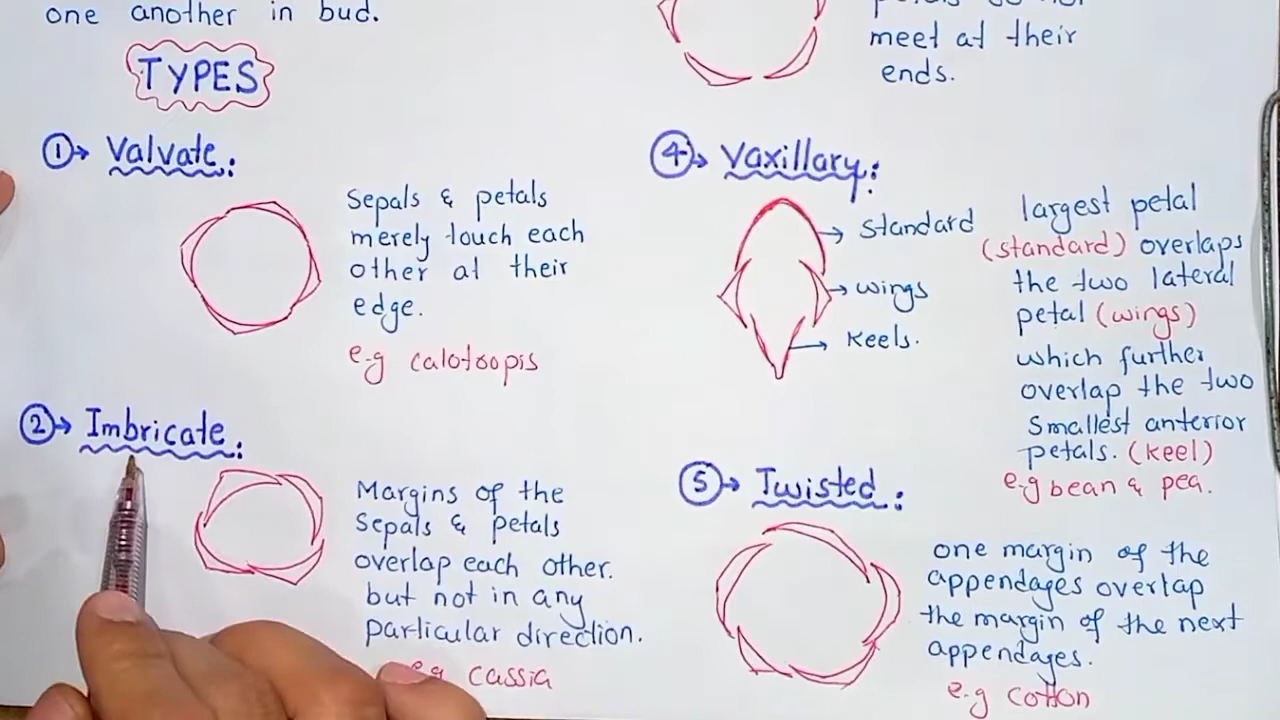 one another in bud.
TYPES
1→ Valvate:
Sepals & petals
merely touch each
other at their
edge.
e.g calotropis
2→ Imbricate:
Margins of the
Sepals & petals
overlap each other.
but not in any
particular direction.
e.g cassia
meet at their
ends.
4→ Vaxillary:
Standard
wings
Keels.
largest petal
(standard) overlaps
the two lateral
petal (wings)
which further
overlap the two
Smallest anterior
petals. (keel)
e.g bean & pea.
5→ Twisted:
one margin of the
appendages overlap
the margin of the next
appendages.
e.g cotton